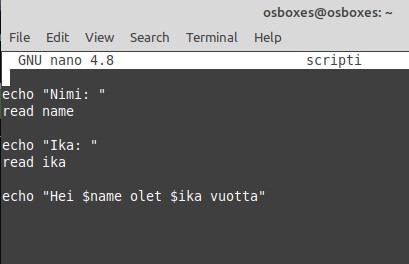 osboxes@osboxes: ~
File Edit View Search Terminal Help
GNU nano 4.8 scripti
echo "Nimi: "
read name
echo "Ika: "
read ika
echo "Hei $name olet $ika vuotta"